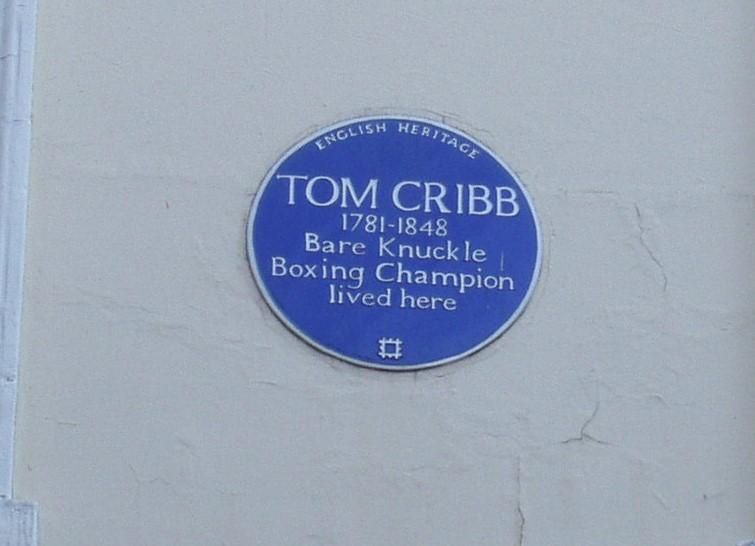 ENGLISH HERITAGE
TOM CRIBB
1781-1848
Bare Knuckle
Boxing Champion
lived here